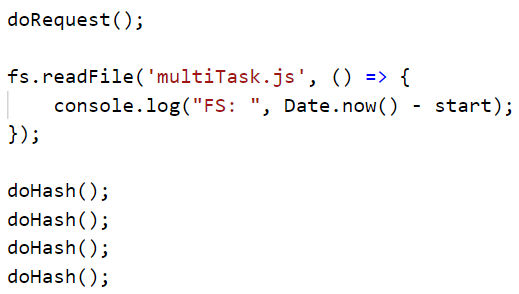 doRequest();
fs.readFile('multiTask.js', () => {
    console.log("FS: ", Date.now() - start);
});
doHash();
doHash();
doHash();
doHash();